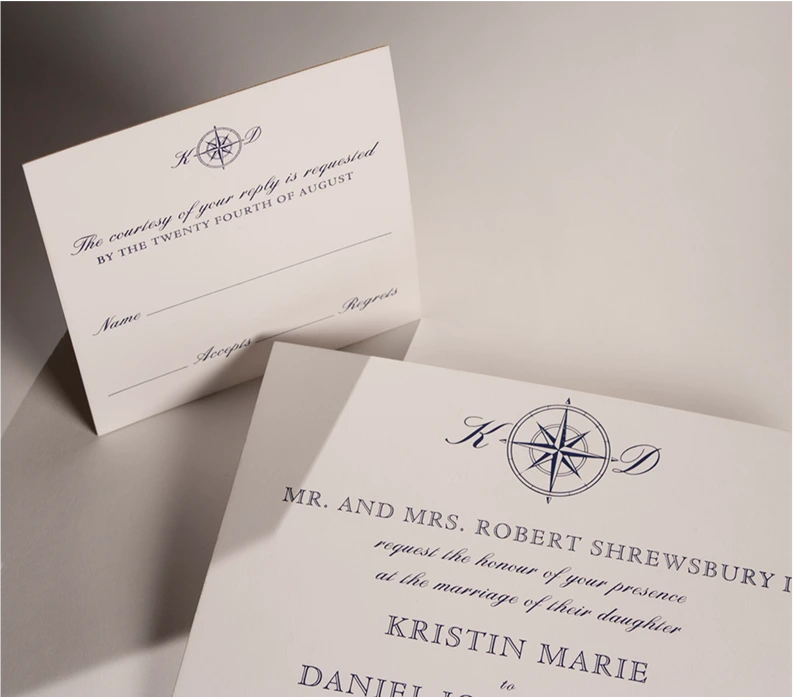 K D
The courtesy of your reply is requested
BY THE TWENTY FOURTH OF AUGUST
Name
Accepts Regrets
K D
MR. AND MRS. ROBERT SHREWSBURY
request the honour of your presence
at the marriage of their daughter
KRISTIN MARIE
to
DANIEL